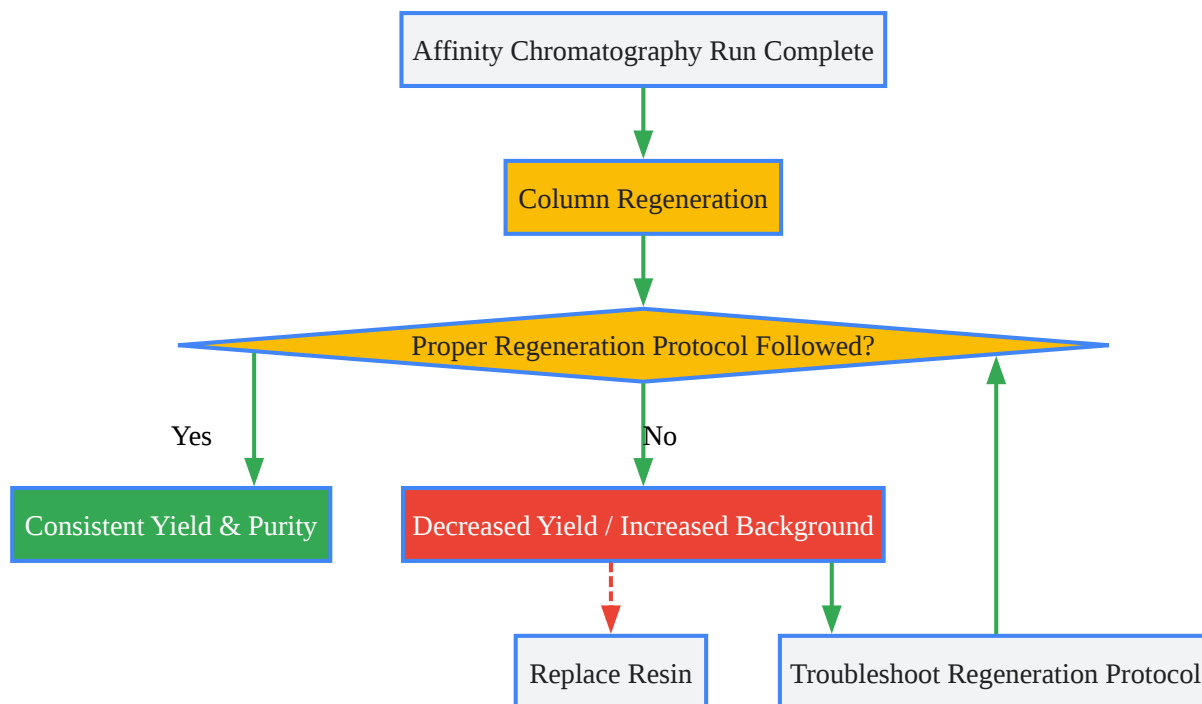 Affinity Chromatography Run Complete
Column Regeneration
Proper Regeneration Protocol Followed?
Yes
No
Consistent Yield & Purity
Decreased Yield / Increased Background
Replace Resin
Troubleshoot Regeneration Protocol